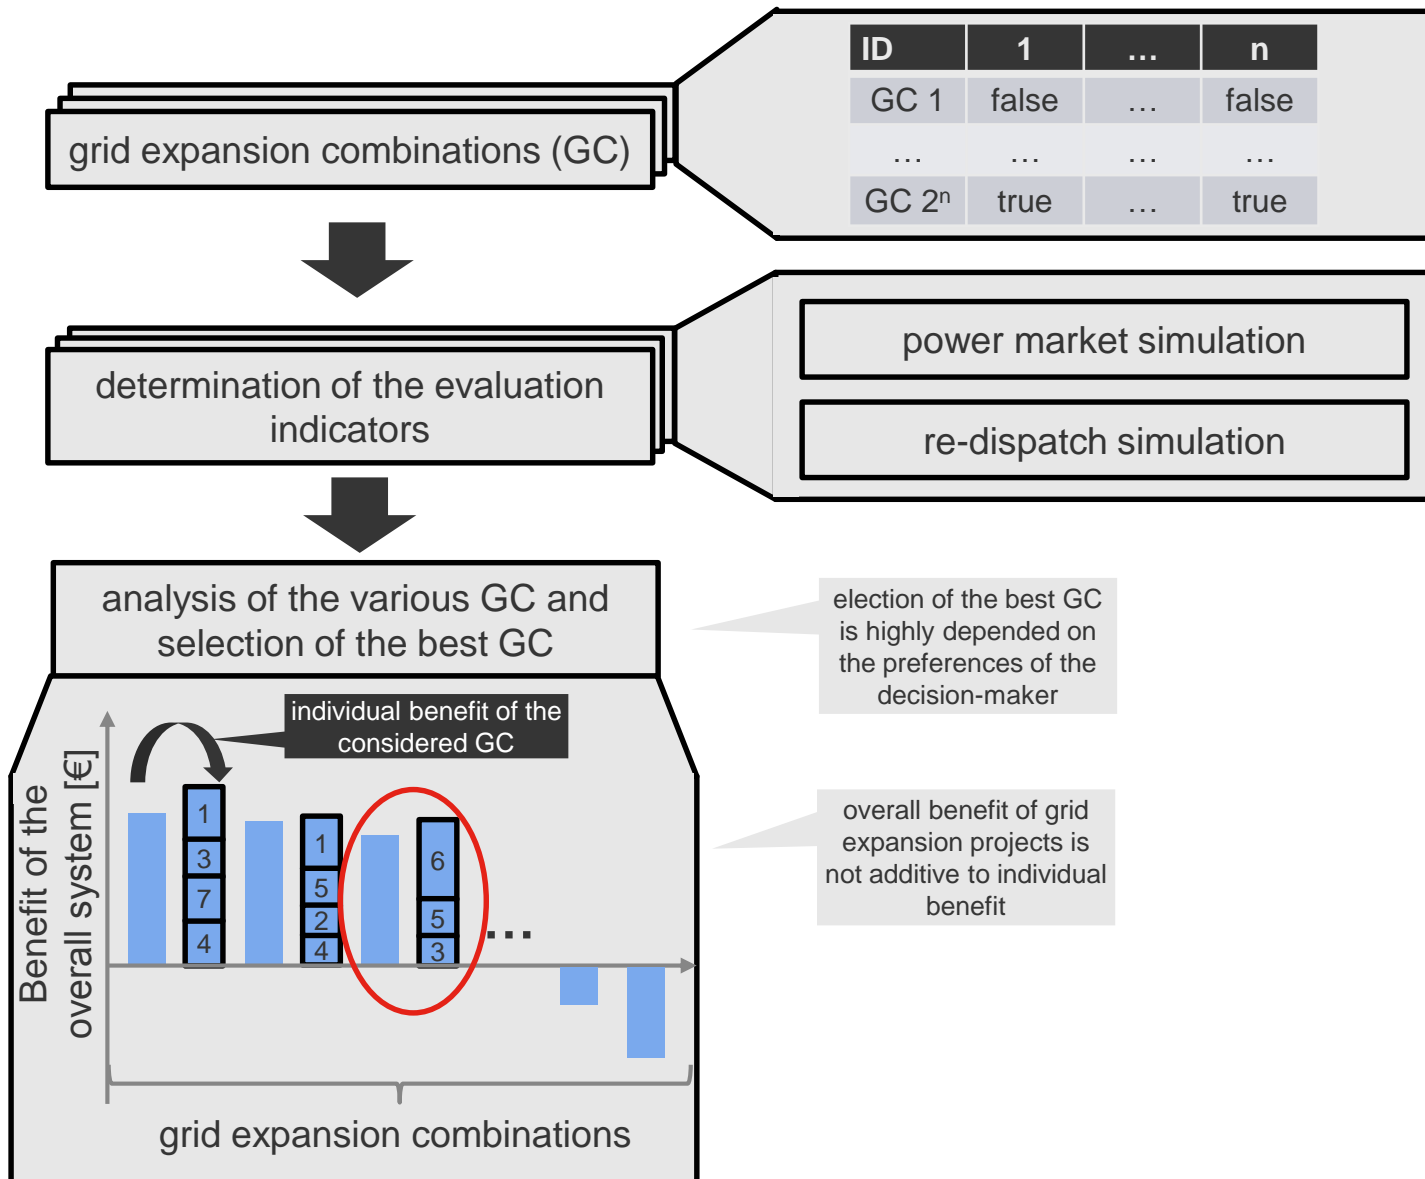 ID 1 … n
GC 1 false … false
… … … …
GC 2ⁿ true … true
grid expansion combinations (GC)
determination of the evaluation
indicators
power market simulation
re-dispatch simulation
analysis of the various GC and
selection of the best GC
election of the best GC
is highly depended on
the preferences of the
decision-maker
individual benefit of the
considered GC
overall benefit of grid
expansion projects is
not additive to individual
benefit
Benefit of the
overall system [€]
1
3
7
4
1
5
2
4
6
5
3
...
grid expansion combinations